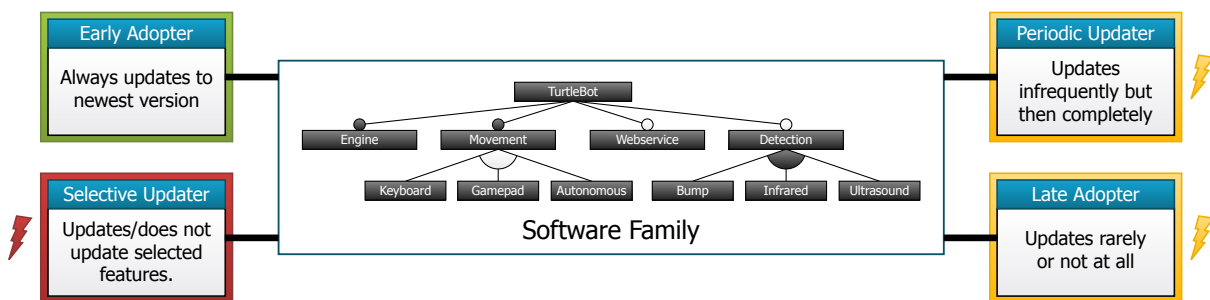 Early Adopter
Always updates to
newest version
Selective Updater
Updates/does not
update selected
features.
TurtleBot
Engine
Movement
Webservice
Detection
Keyboard
Gamepad
Autonomous
Bump
Infrared
Ultrasound
Software Family
Periodic Updater
Updates
infrequently but
then completely
Late Adopter
Updates rarely
or not at all